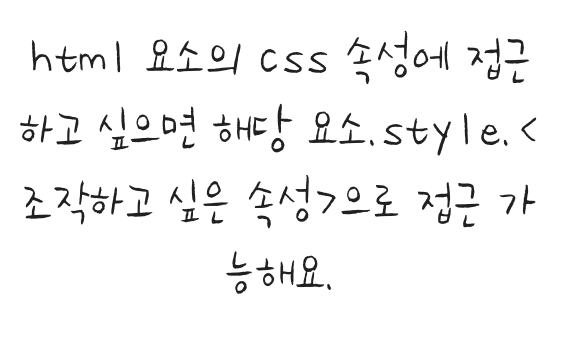 html 요소의 css 속성에 접근
하고 싶으면 해당 요소.style.<
조작하고 싶은 속성>으로 접근 가
능해요.